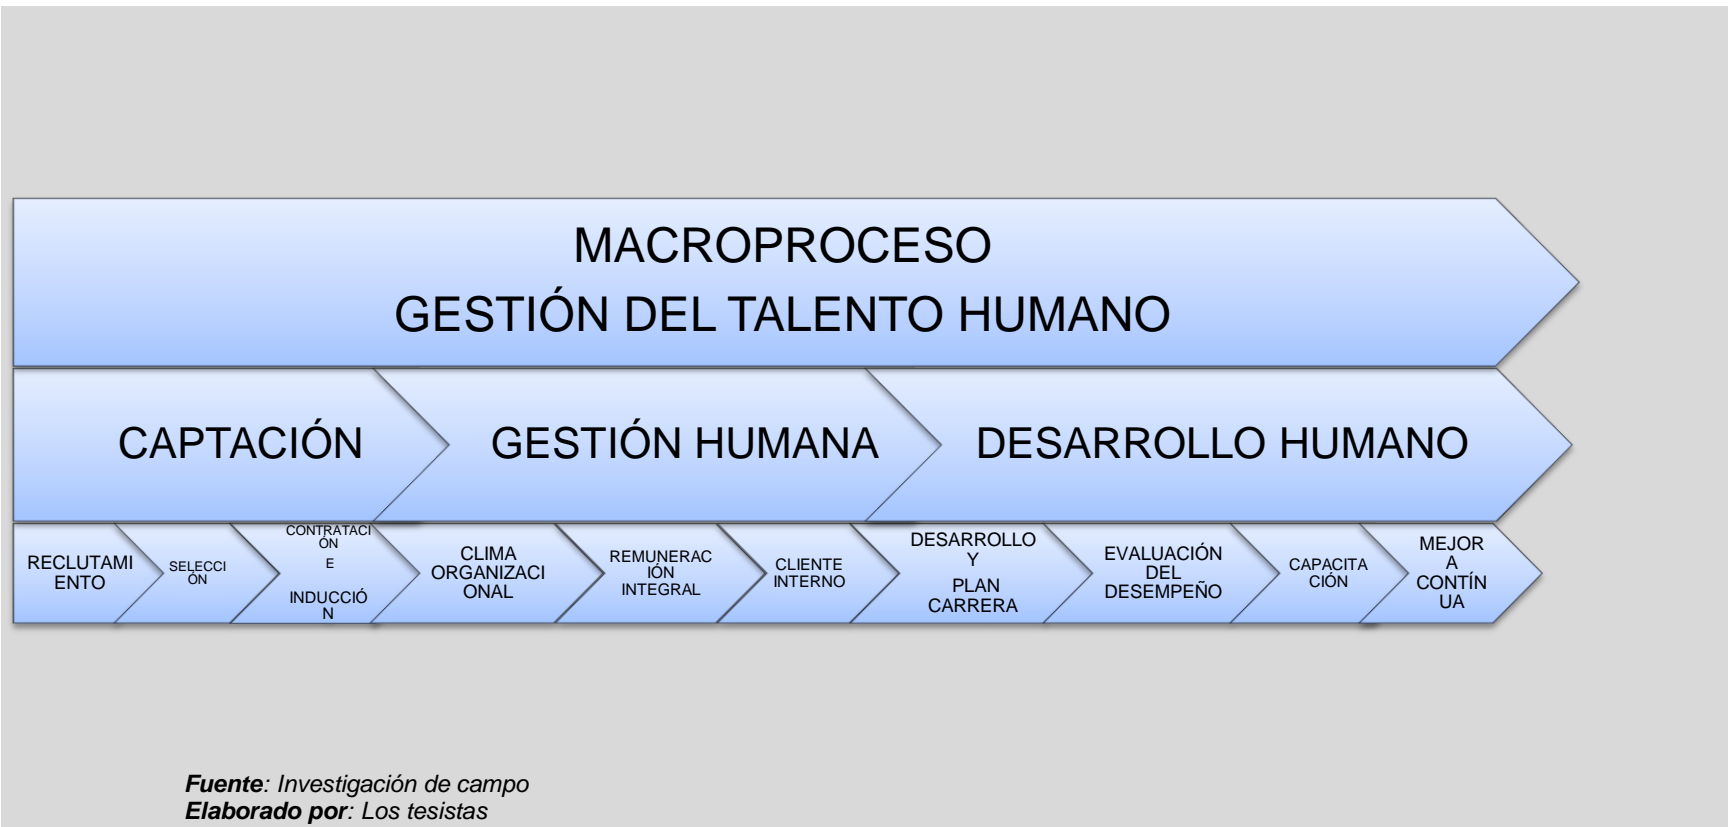 MACROPROCESO
GESTIÓN DEL TALENTO HUMANO
CAPTACIÓN
GESTIÓN HUMANA
DESARROLLO HUMANO
RECLUTAMI
ENTO
SELECCI
ÓN
CONTRATACI
ÓN
E
INDUCCIÓ
N
CLIMA
ORGANIZACI
ONAL
REMUNERAC
IÓN
INTEGRAL
CLIENTE
INTERNO
DESARROLLO
Y
PLAN
CARRERA
EVALUACIÓN
DEL
DESEMPEÑO
CAPACITA
CIÓN
MEJOR
A
CONTÍN
UA
Fuente: Investigación de campo
Elaborado por: Los tesistas